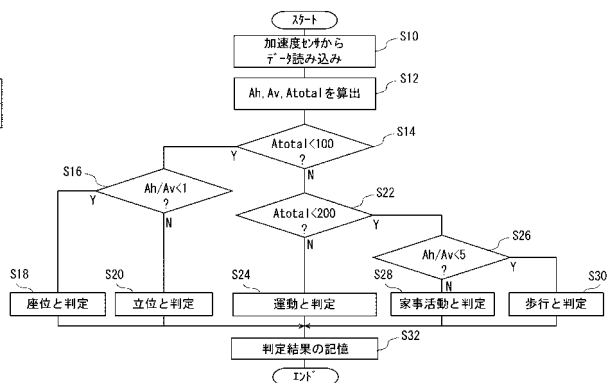 スタート
S10
加速度センサから
データ読み込み
S12
Ah, Av, Atotalを算出
S14
Atotal<100
?
Y
N
S16
Ah/Av<1
?
Y
N
S22
Atotal<200
?
Y
N
S26
Ah/Av<5
?
Y
N
S18
座位と判定
S20
立位と判定
S24
運動と判定
S28
家事活動と判定
S30
歩行と判定
S32
判定結果の記憶
エンド